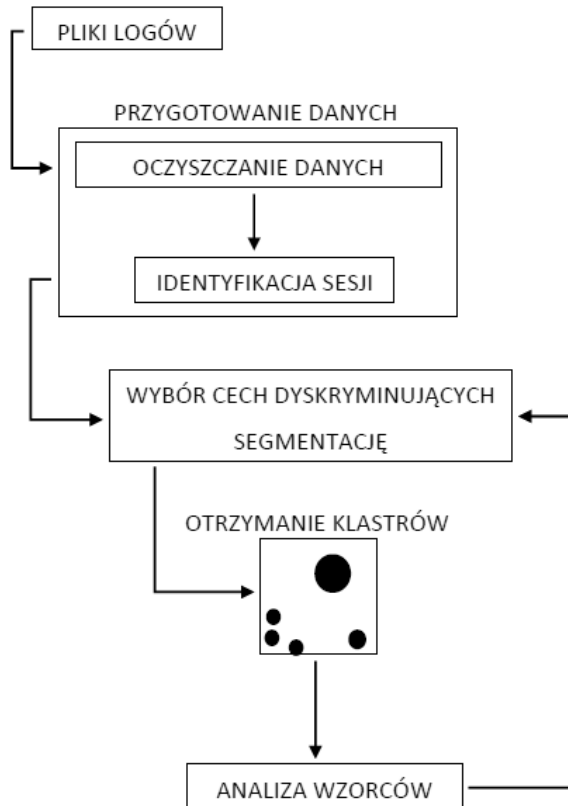 PLIKI LOGÓW
PRZYGOTOWANIE DANYCH
OCZYSZCZANIE DANYCH
IDENTYFIKACJA SESJI
WYBÓR CECH DYSKRYMINUJĄCYCH
SEGMENTACJĘ
OTRZYMANIE KLASTRÓW
ANALIZA WZORCÓW